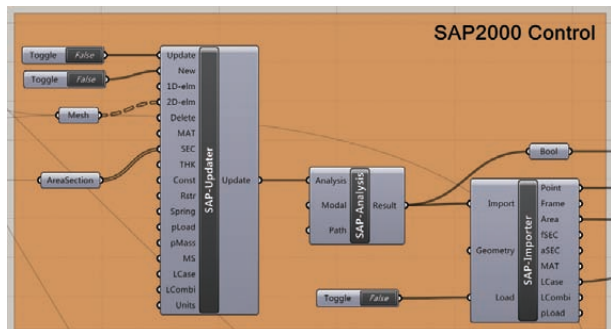 SAP2000 Control
Toggle False
Toggle False
Mesh
AreaSection
Update
New
1D-elm
2D-elm
Delete
MAT
SEC
THK
Const
Rstr
Spring
pLoad
pMass
MS
LCase
LCombi
Units
SAP-Updater
Update
Analysis
Modal
Path
SAP-Analysis
Result
Bool
Toggle False
Import
Geometry
Load
SAP-Importer
Point
Frame
Area
fSEC
aSEC
MAT
LCase
LCombi
pLoad